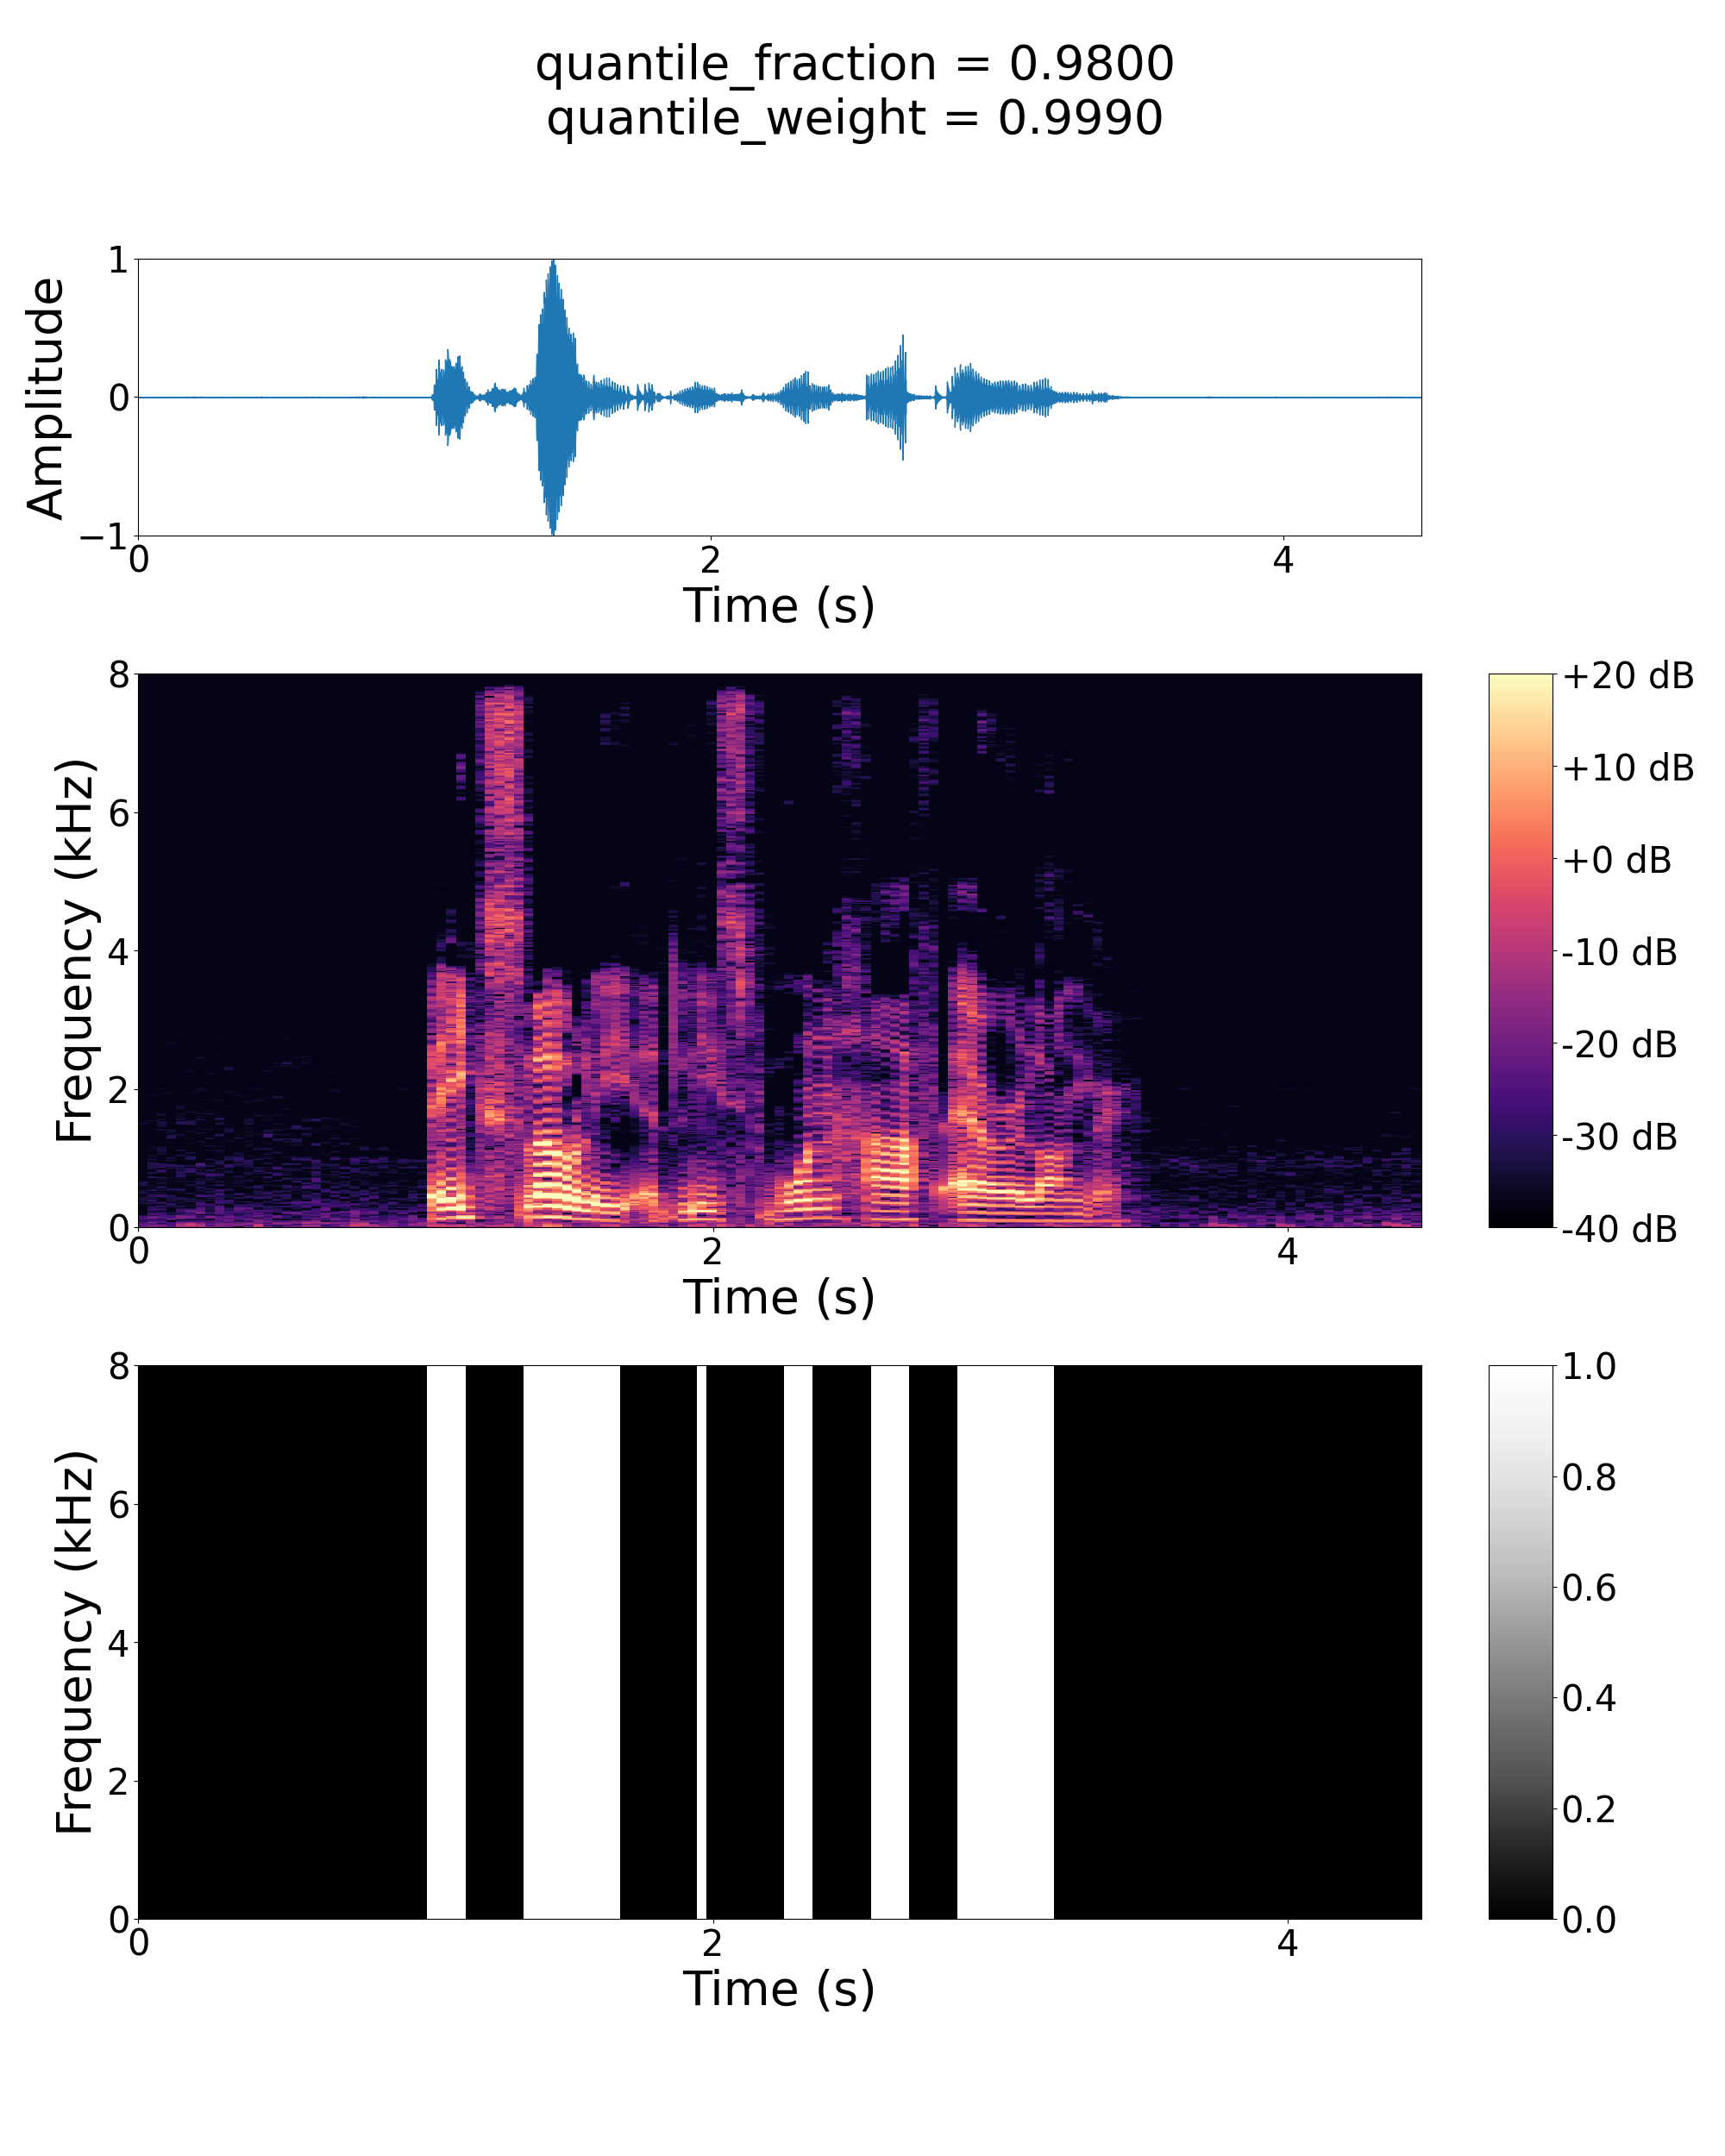 quantile_fraction = 0.9800
quantile_weight = 0.9990
1
0
−1
Amplitude
0 2 4
Time (s)
8
6
4
2
0
Frequency (kHz)
0 2 4
Time (s)
+20 dB
+10 dB
+0 dB
-10 dB
-20 dB
-30 dB
-40 dB
8
6
4
2
0
Frequency (kHz)
0 2 4
Time (s)
1.0
0.8
0.6
0.4
0.2
0.0